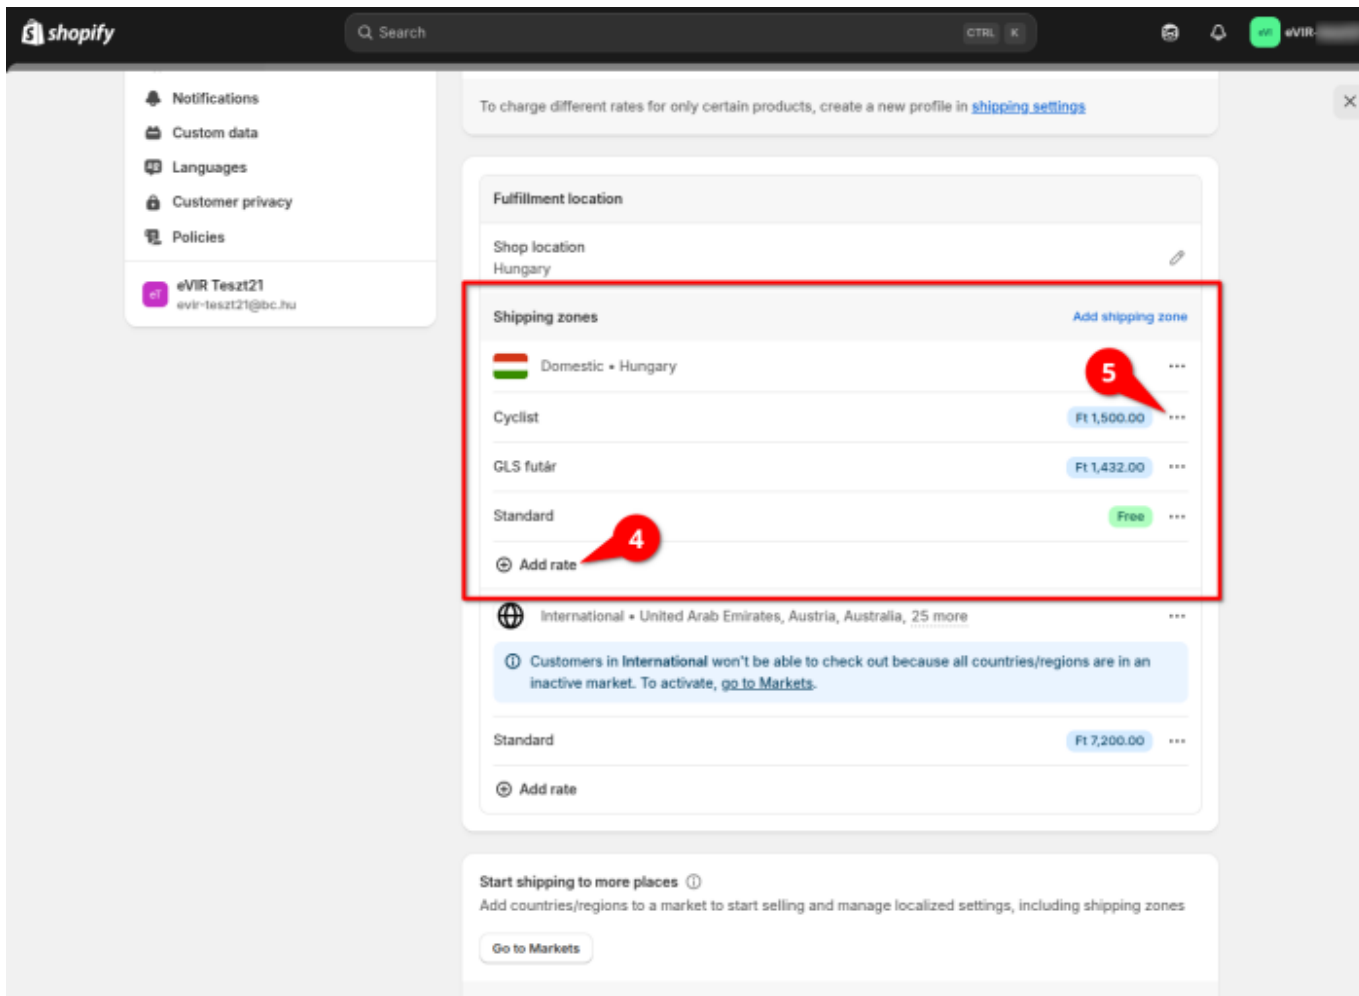 shopify
Search
CTRL K
eVI eVIR-
Notifications
Custom data
Languages
Customer privacy
Policies
eT
eVIR Teszt21
evir-teszt21@bc.hu
To charge different rates for only certain products, create a new profile in shipping settings
Fulfillment location
Shop location
Hungary
Shipping zones
Add shipping zone
Domestic • Hungary
5
Cyclist
Ft 1,500.00
GLS futár
Ft 1,432.00
Standard
Free
4
Add rate
International • United Arab Emirates, Austria, Australia, 25 more
Customers in International won't be able to check out because all countries/regions are in an
inactive market. To activate, go to Markets.
Standard
Ft 7,200.00
Add rate
Start shipping to more places
Add countries/regions to a market to start selling and manage localized settings, including shipping zones
Go to Markets